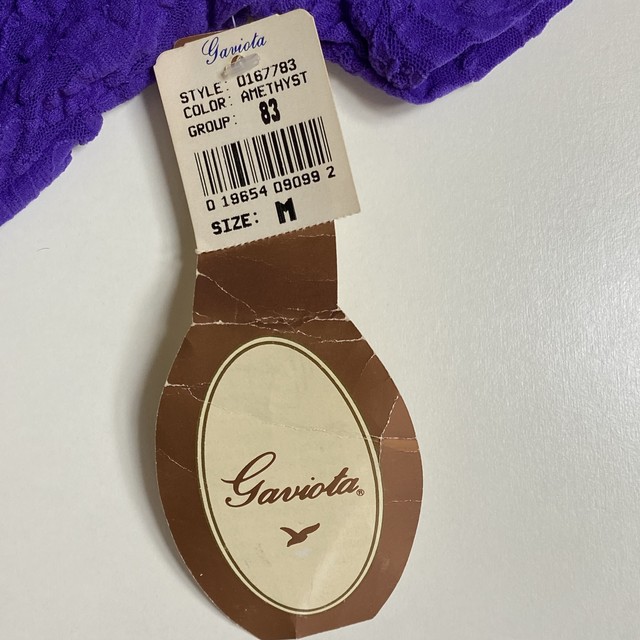 Gaviota
STYLE: 0167783
COLOR: AMETHYST
GROUP: 83
0 19654 09099 2
SIZE: M
Gaviota®